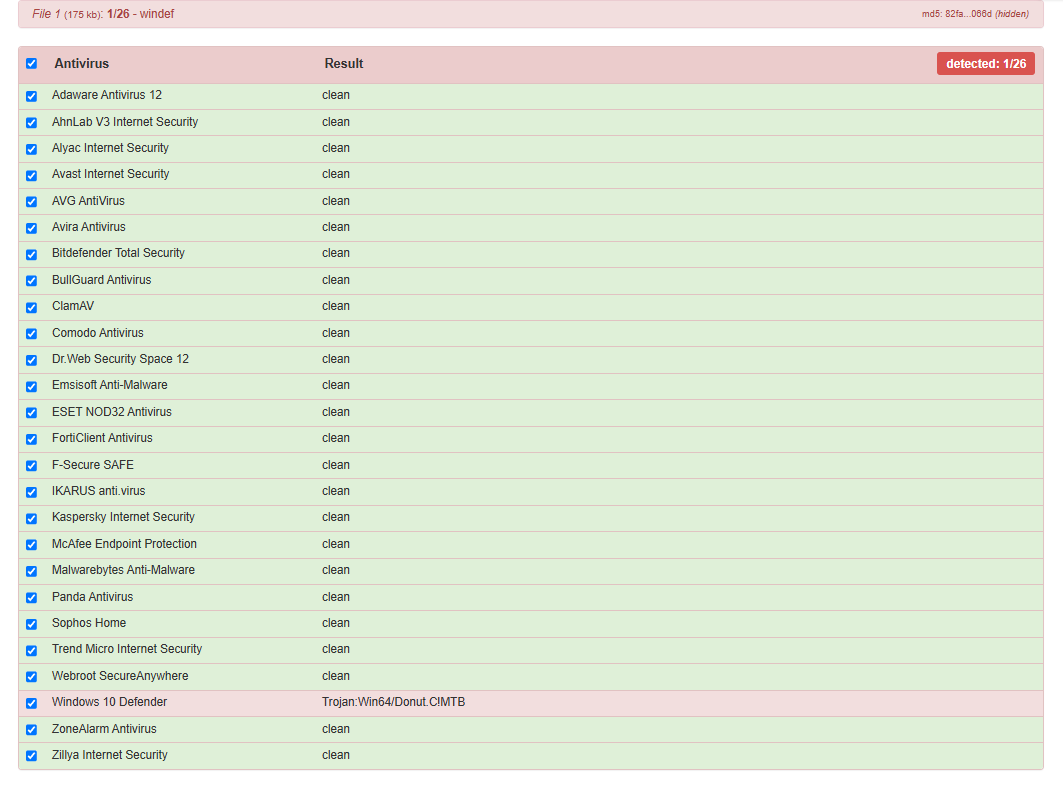 File 1 (175 kb): 1/26 - windef md5: 82fa...066d (hidden)
Antivirus Result detected: 1/26
Adaware Antivirus 12 clean
AhnLab V3 Internet Security clean
Alyac Internet Security clean
Avast Internet Security clean
AVG AntiVirus clean
Avira Antivirus clean
Bitdefender Total Security clean
BullGuard Antivirus clean
ClamAV clean
Comodo Antivirus clean
Dr.Web Security Space 12 clean
Emsisoft Anti-Malware clean
ESET NOD32 Antivirus clean
FortiClient Antivirus clean
F-Secure SAFE clean
IKARUS anti.virus clean
Kaspersky Internet Security clean
McAfee Endpoint Protection clean
Malwarebytes Anti-Malware clean
Panda Antivirus clean
Sophos Home clean
Trend Micro Internet Security clean
Webroot SecureAnywhere clean
Windows 10 Defender Trojan:Win64/Donut.C!MTB
ZoneAlarm Antivirus clean
Zillya Internet Security clean